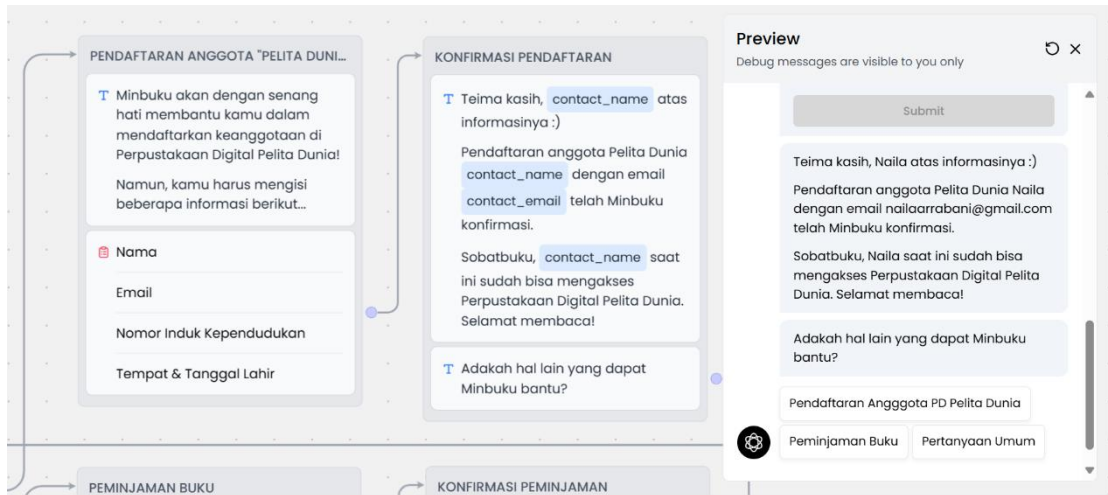 PENDAFTARAN ANGGOTA "PELITA DUNI...
Minbuku akan dengan senang
hati membantu kamu dalam
mendaftarkan keanggotaan di
Perpustakaan Digital Pelita Dunia!
Namun, kamu harus mengisi
beberapa informasi berikut...
Nama
Email
Nomor Induk Kependudukan
Tempat & Tanggal Lahir
KONFIRMASI PENDAFTARAN
Teima kasih, contact_name atas
informasinya :)
Pendaftaran anggota Pelita Dunia
contact_name dengan email
contact_email telah Minbuku
konfirmasi.
Sobatbuku, contact_name saat
ini sudah bisa mengakses
Perpustakaan Digital Pelita Dunia.
Selamat membaca!
Adakah hal lain yang dapat
Minbuku bantu?
PEMINJAMAN BUKU
KONFIRMASI PEMINJAMAN
Preview
Debug messages are visible to you only
Submit
Teima kasih, Naila atas informasinya :)
Pendaftaran anggota Pelita Dunia Naila
dengan email nailaarrabani@gmail.com
telah Minbuku konfirmasi.
Sobatbuku, Naila saat ini sudah bisa
mengakses Perpustakaan Digital Pelita
Dunia. Selamat membaca!
Adakah hal lain yang dapat Minbuku
bantu?
Pendaftaran Angggota PD Pelita Dunia
Peminjaman Buku
Pertanyaan Umum